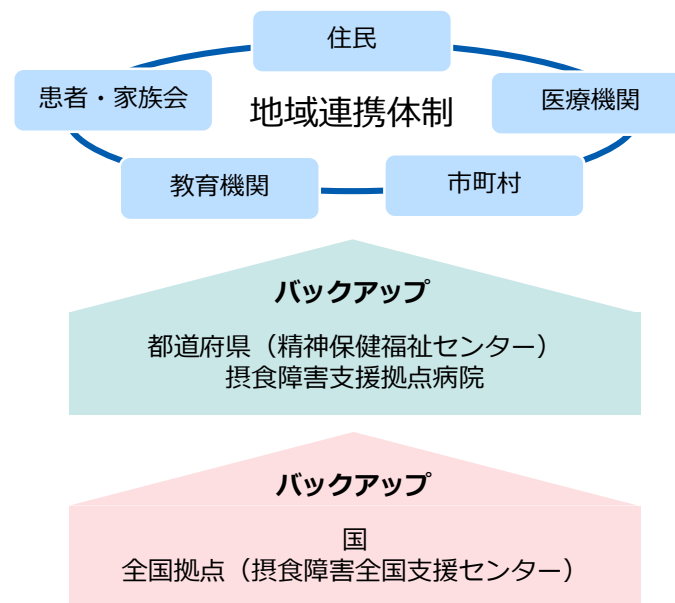 住民
患者・家族会
医療機関
地域連携体制
教育機関
市町村
バックアップ
都道府県（精神保健福祉センター）
摂食障害支援拠点病院
バックアップ
国
全国拠点（摂食障害全国支援センター）